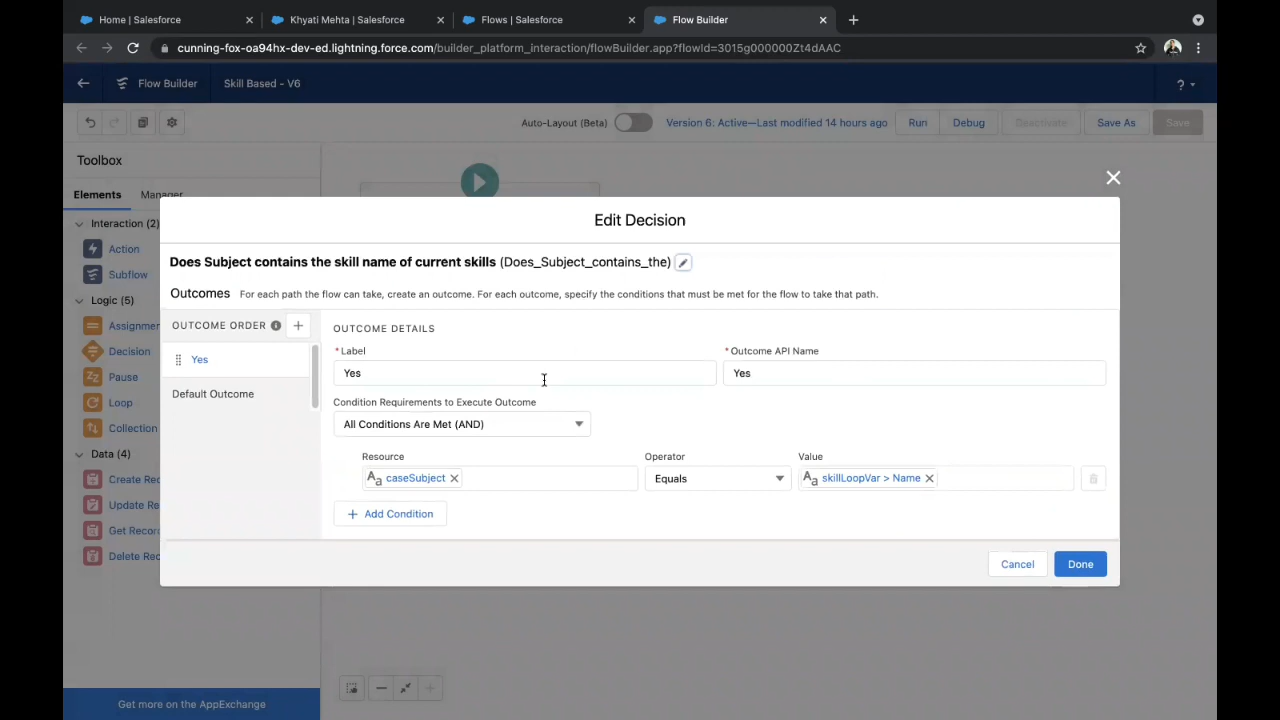 Home | Salesforce
Khyati Mehta | Salesforce
Flows | Salesforce
Flow Builder
cunning-fox-oa94hx-dev-ed.lightning.force.com/builder_platform_interaction/flowBuilder.app?flowId=3015g000000Zt4dAAC
Flow Builder
Skill Based - V6
?
Auto-Layout (Beta)
Version 6: Active—Last modified 14 hours ago
Run
Debug
Deactivate
Save As
Save
Toolbox
Elements
Manager
Interaction (2)
Action
Subflow
Logic (5)
Assignmen
Decision
Pause
Loop
Collection
Data (4)
Create Rec
Update Re
Get Record
Delete Rec
Get more on the AppExchange
Edit Decision
Does Subject contains the skill name of current skills (Does_Subject_contains_the)
Outcomes For each path the flow can take, create an outcome. For each outcome, specify the conditions that must be met for the flow to take that path.
OUTCOME ORDER
Yes
Default Outcome
OUTCOME DETAILS
* Label
Yes
* Outcome API Name
Yes
Condition Requirements to Execute Outcome
All Conditions Are Met (AND)
Resource
Operator
Value
Aa caseSubject
Equals
Aa skillLoopVar > Name
+ Add Condition
Cancel
Done